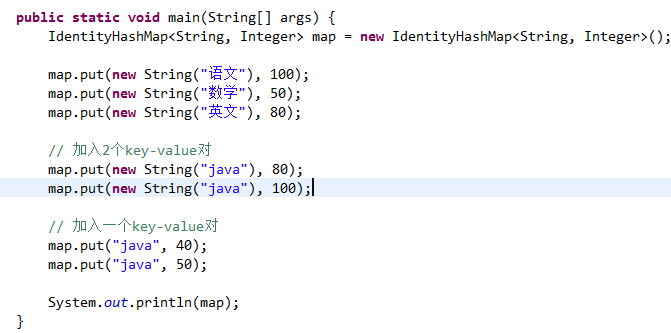 public static void main(String[] args) {
    IdentityHashMap<String, Integer> map = new IdentityHashMap<String, Integer>();
    map.put(new String("语文"), 100);
    map.put(new String("数学"), 50);
    map.put(new String("英文"), 80);
    // 加入2个key-value对
    map.put(new String("java"), 80);
    map.put(new String("java"), 100);
    // 加入一个key-value对
    map.put("java", 40);
    map.put("java", 50);
    System.out.println(map);
}